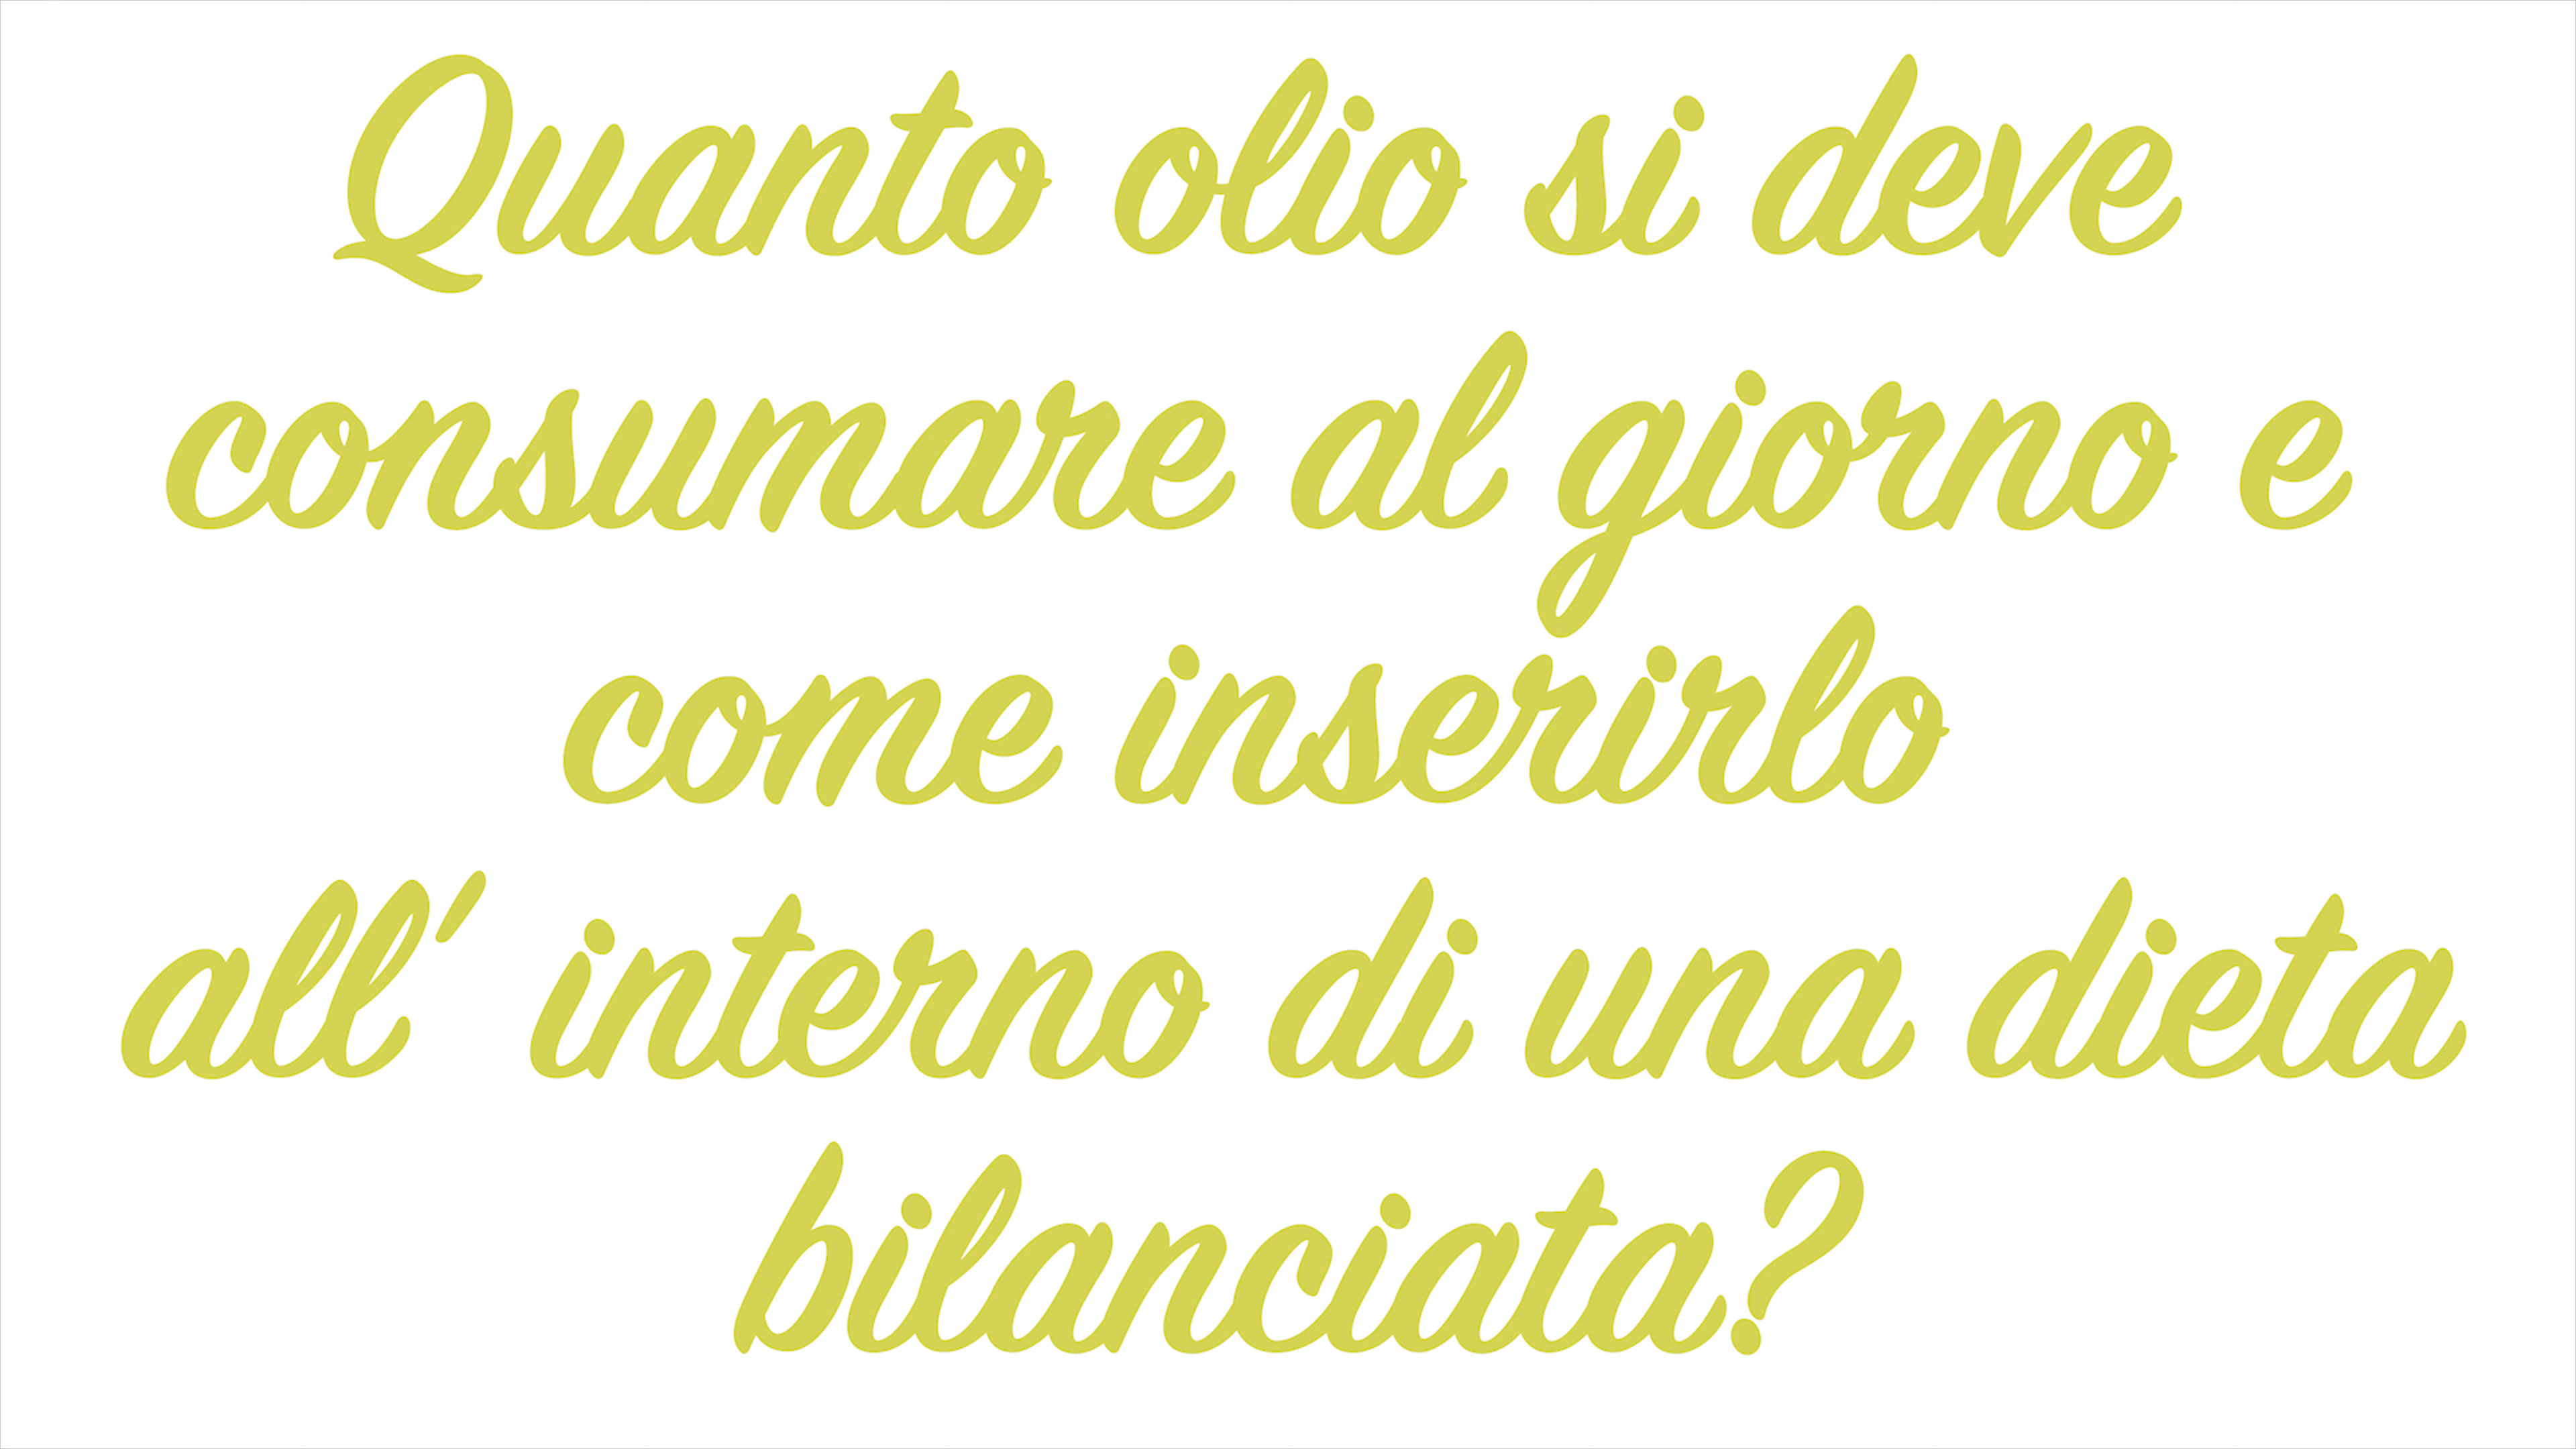 Quanto olio si deve
consumare al giorno e
come inserirlo
all' interno di una dieta
bilanciata?